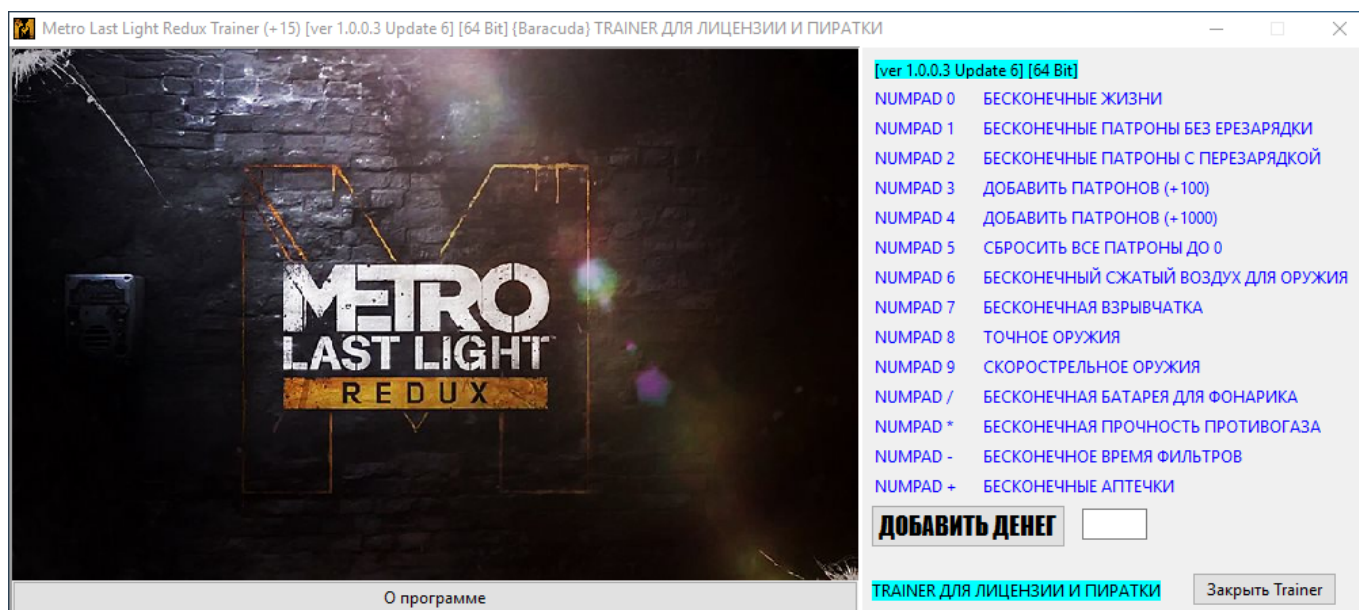 Metro Last Light Redux Trainer (+15) [ver 1.0.0.3 Update 6] [64 Bit] {Baracuda} TRAINER ДЛЯ ЛИЦЕНЗИИ И ПИРАТКИ
METRO
LAST LIGHT
REDUX
О программе
[ver 1.0.0.3 Update 6] [64 Bit]
NUMPAD 0 БЕСКОНЕЧНЫЕ ЖИЗНИ
NUMPAD 1 БЕСКОНЕЧНЫЕ ПАТРОНЫ БЕЗ ЕРЕЗАРЯДКИ
NUMPAD 2 БЕСКОНЕЧНЫЕ ПАТРОНЫ С ПЕРЕЗАРЯДКОЙ
NUMPAD 3 ДОБАВИТЬ ПАТРОНОВ (+100)
NUMPAD 4 ДОБАВИТЬ ПАТРОНОВ (+1000)
NUMPAD 5 СБРОСИТЬ ВСЕ ПАТРОНЫ ДО 0
NUMPAD 6 БЕСКОНЕЧНЫЙ СЖАТЫЙ ВОЗДУХ ДЛЯ ОРУЖИЯ
NUMPAD 7 БЕСКОНЕЧНАЯ ВЗРЫВЧАТКА
NUMPAD 8 ТОЧНОЕ ОРУЖИЯ
NUMPAD 9 СКОРОСТРЕЛЬНОЕ ОРУЖИЯ
NUMPAD / БЕСКОНЕЧНАЯ БАТАРЕЯ ДЛЯ ФОНАРИКА
NUMPAD * БЕСКОНЕЧНАЯ ПРОЧНОСТЬ ПРОТИВОГАЗА
NUMPAD - БЕСКОНЕЧНОЕ ВРЕМЯ ФИЛЬТРОВ
NUMPAD + БЕСКОНЕЧНЫЕ АПТЕЧКИ
ДОБАВИТЬ ДЕНЕГ
TRAINER ДЛЯ ЛИЦЕНЗИИ И ПИРАТКИ
Закрыть Trainer